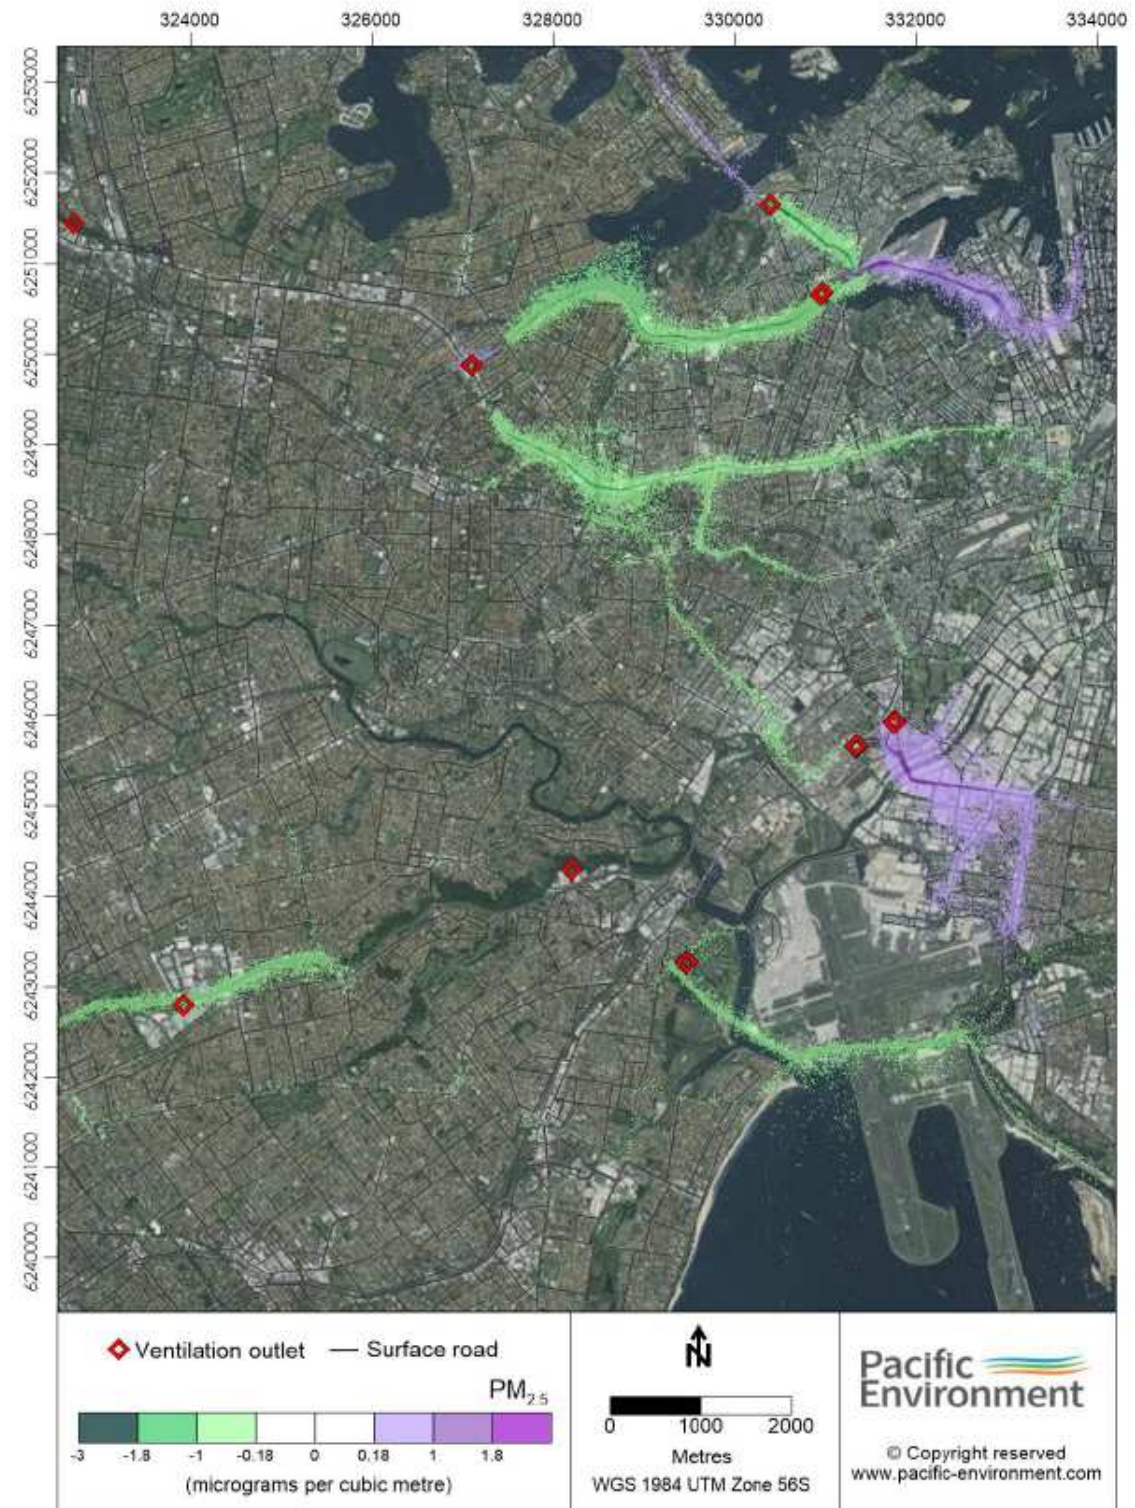 324000 326000 328000 330000 332000 334000
6253000
6252000
6251000
6250000
6249000
6248000
6247000
6246000
6245000
6244000
6243000
6242000
6241000
6240000
Ventilation outlet
Surface road
PM2.5
-3 -1.8 -1 -0.18 0 0.18 1 1.8
(micrograms per cubic metre)
N
0 1000 2000
Metres
WGS 1984 UTM Zone 56S
Pacific
Environment
© Copyright reserved
www.pacific-environment.com